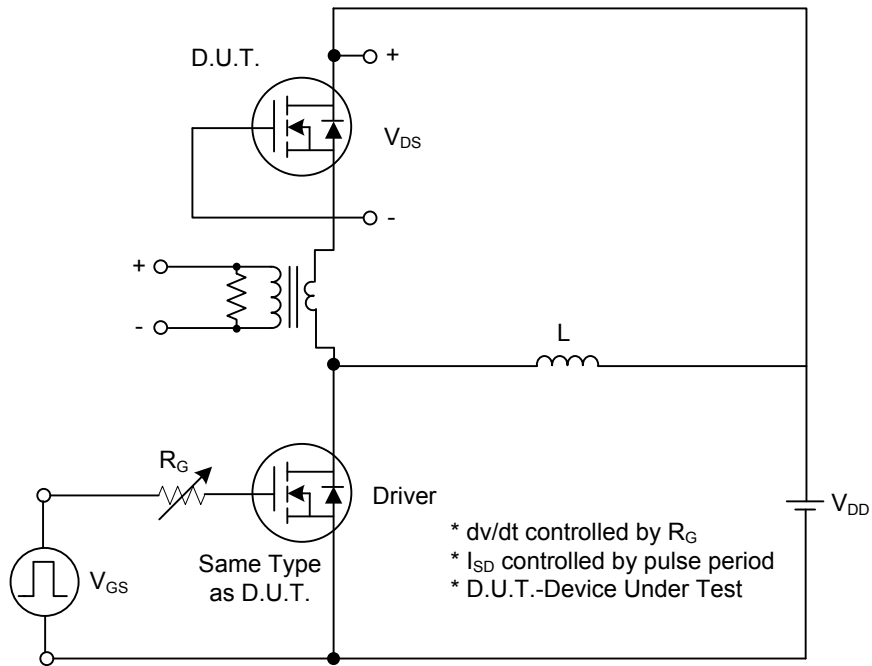 D.U.T.
+
V_DS
-
+
-
L
R_G
Driver
V_DD
* dv/dt controlled by R_G
* I_SD controlled by pulse period
* D.U.T.-Device Under Test
Same Type
as D.U.T.
V_GS